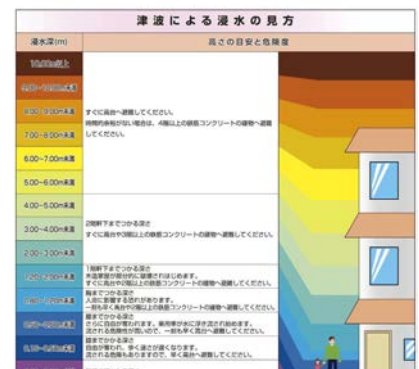 津波による浸水の見方
浸水深(m)
高さの目安と危険度
10.00m以上
9.00~10.00m未満
8.00~9.00m未満
すぐに高台へ避難してください。
時間的余裕がない場合は、4階以上の鉄筋コンクリートの建物へ避難
してください。
7.00~8.00m未満
6.00~7.00m未満
5.00~6.00m未満
4.00~5.00m未満
3.00~4.00m未満
2階軒下までつかる深さ
すぐに高台や3階以上の鉄筋コンクリートの建物へ避難してください。
2.00~3.00m未満
1階軒下までつかる深さ
木造家屋が部分的に破壊されはじめます。
すぐに高台や2階以上の鉄筋コンクリートの建物へ避難してください。
胸までつかる深さ
人命に影響する恐れがあります。
一刻も早く高台や2階以上の鉄筋コンクリートの建物へ避難してください。
腰までつかる深さ
さらに自由が奪われます。乗用車が水に浮き流され始めます。
流される危険性が高いので、一刻も早く高台へ避難してください。
膝までつかる深さ
自由が奪われ、歩く速さが遅くなります。
流される危険もありますので、早く高台へ避難してください。